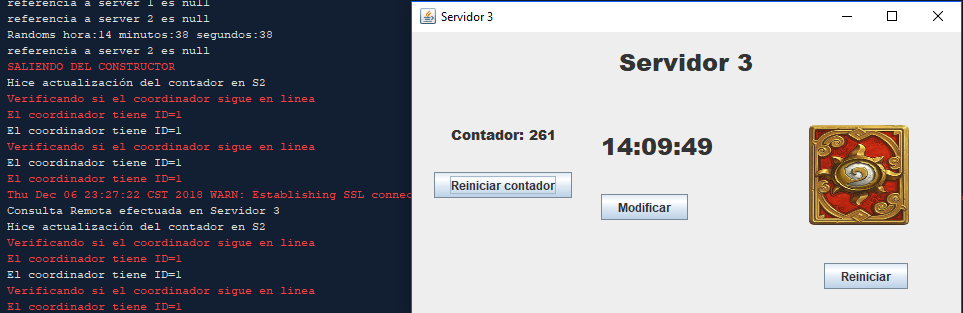 referencia a server 1 es null
referencia a server 2 es null
Randoms hora:14 minutos:38 segundos:38
referencia a server 2 es null
SALIENDO DEL CONSTRUCTOR
Hice actualización del contador en S2
Verificando si el coordinador sigue en linea
El coordinador tiene ID=1
El coordinador tiene ID=1
Verificando si el coordinador sigue en linea
El coordinador tiene ID=1
El coordinador tiene ID=1
Thu Dec 06 23:27:22 CST 2018 WARN: Establishing SSL connec
Consulta Remota efectuada en Servidor 3
Hice actualización del contador en S2
Verificando si el coordinador sigue en linea
El coordinador tiene ID=1
El coordinador tiene ID=1
Verificando si el coordinador sigue en linea
El coordinador tiene ID=1
Servidor 3
Servidor 3
Contador: 261
14:09:49
Reiniciar contador
Modificar
Reiniciar